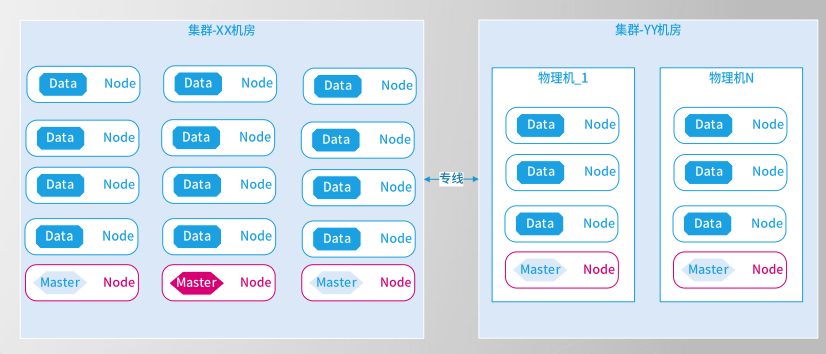 集群-XX机房
Data Node Data Node Data Node
Data Node Data Node Data Node
Data Node Data Node Data Node
Data Node Data Node Data Node
Master Node Master Node Master Node
专线
集群-YY机房
物理机_1
Data Node
Data Node
Data Node
Master Node
物理机N
Data Node
Data Node
Data Node
Master Node